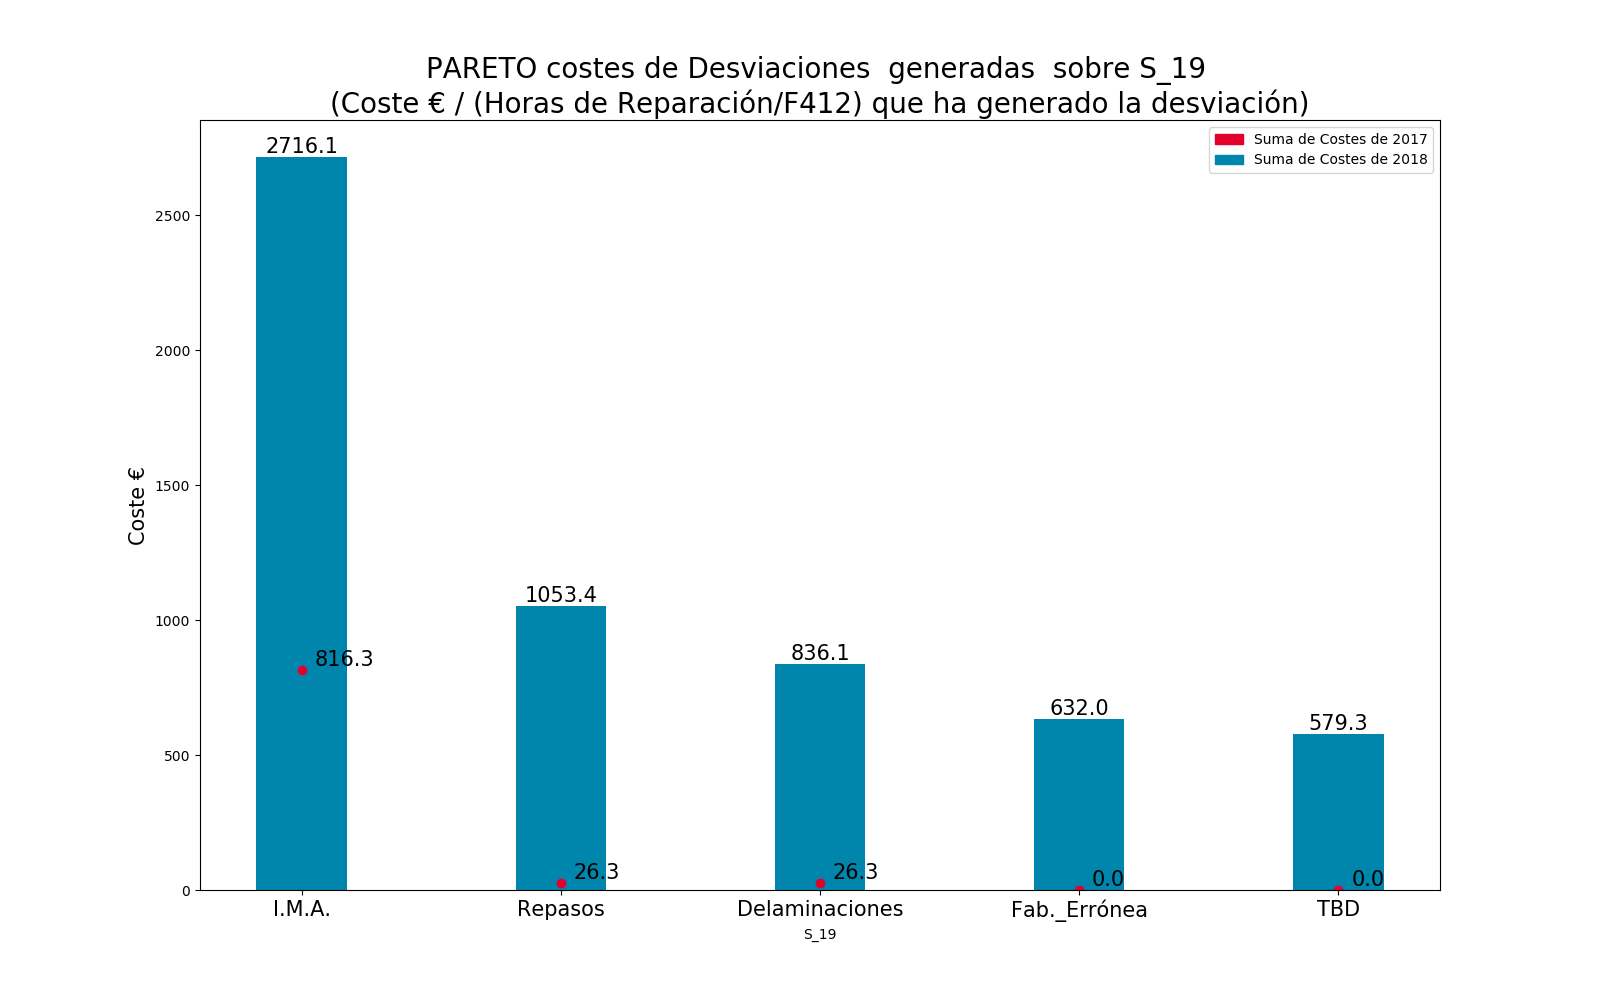 PARETO costes de Desviaciones  generadas  sobre S_19
(Coste € / (Horas de Reparación/F412) que ha generado la desviación)
Suma de Costes de 2017
Suma de Costes de 2018
Coste €
2500
2000
1500
1000
500
0
2716.1
816.3
1053.4
26.3
836.1
26.3
632.0
0.0
579.3
0.0
I.M.A.
Repasos
Delaminaciones
Fab._Errónea
TBD
S_19